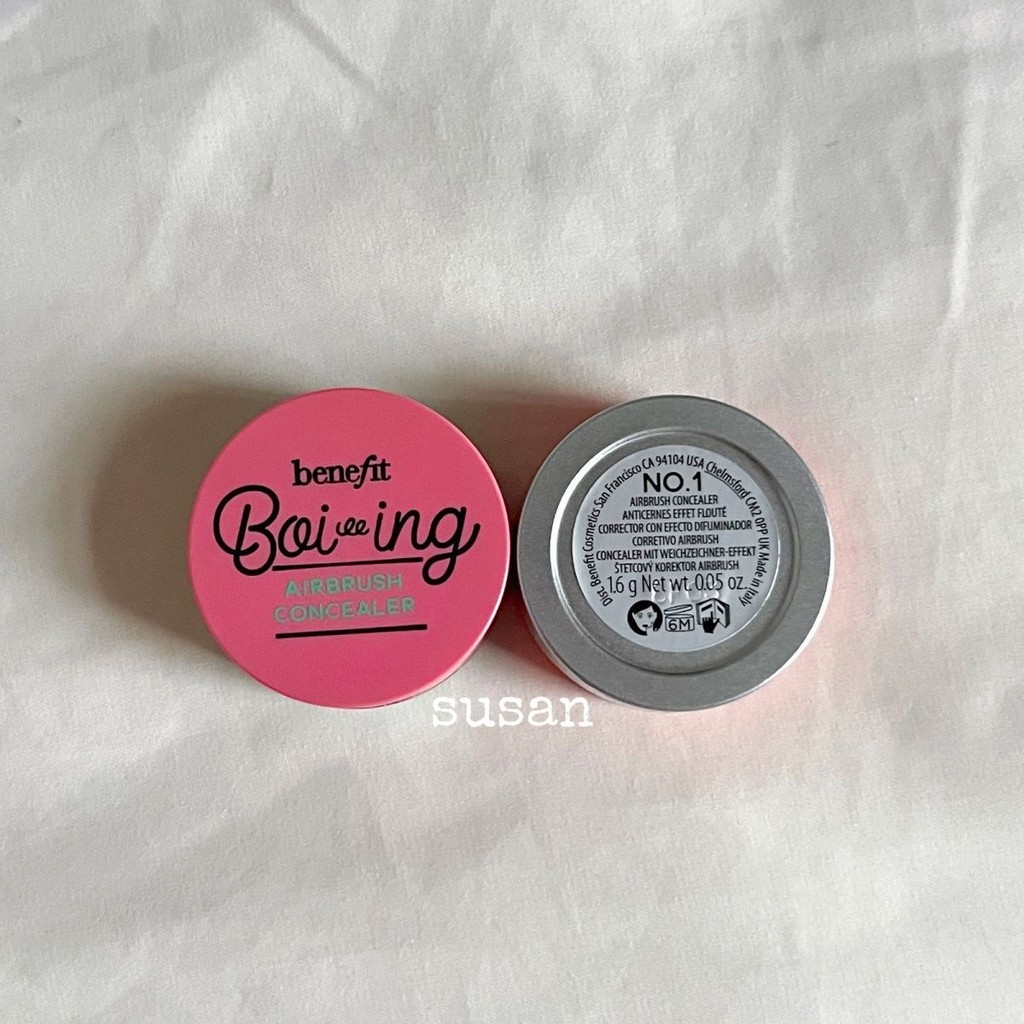 benefit
Boi-ing
AIRBRUSH
CONCEALER
Dist. Benefit Cosmetics San Francisco CA 94104 USA Chelmsford CM2 0PP UK Made in Italy
NO.1
AIRBRUSH CONCEALER
ANTICERNES EFFET FLOUTÉ
CORRECTOR CON EFECTO DIFUMINADOR
CORRETIVO AIRBRUSH
CONCEALER MIT WEICHZEICHNER-EFFEKT
ŠTETCOVÝ KOREKTOR AIRBRUSH
1.6 g Net wt. 0.05 oz.
6M
susan